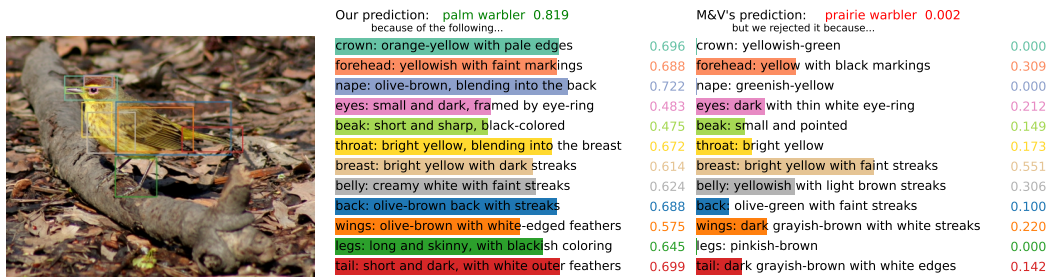 Our prediction: palm warbler 0.819
because of the following...
crown: orange-yellow with pale edges 0.696
forehead: yellowish with faint markings 0.688
nape: olive-brown, blending into the back 0.722
eyes: small and dark, framed by eye-ring 0.483
beak: short and sharp, black-colored 0.475
throat: bright yellow, blending into the breast 0.672
breast: bright yellow with dark streaks 0.614
belly: creamy white with faint streaks 0.624
back: olive-brown back with streaks 0.688
wings: olive-brown with white-edged feathers 0.575
legs: long and skinny, with blackish coloring 0.645
tail: short and dark, with white outer feathers 0.699
M&V's prediction: prairie warbler 0.002
but we rejected it because...
crown: yellowish-green 0.000
forehead: yellow with black markings 0.309
nape: greenish-yellow 0.000
eyes: dark with thin white eye-ring 0.212
beak: small and pointed 0.149
throat: bright yellow 0.173
breast: bright yellow with faint streaks 0.551
belly: yellowish with light brown streaks 0.306
back: olive-green with faint streaks 0.100
wings: dark grayish-brown with white streaks 0.220
legs: pinkish-brown 0.000
tail: dark grayish-brown with white edges 0.142